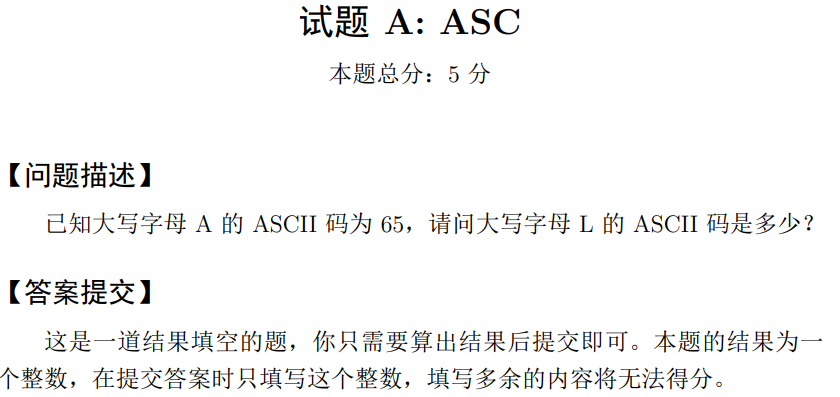 试题 A: ASC
本题总分：5 分
【问题描述】
已知大写字母 A 的 ASCII 码为 65，请问大写字母 L 的 ASCII 码是多少？
【答案提交】
这是一道结果填空的题，你只需要算出结果后提交即可。本题的结果为一
个整数，在提交答案时只填写这个整数，填写多余的内容将无法得分。